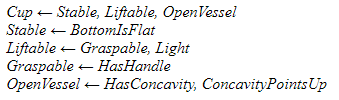 Cup ← Stable, Liftable, OpenVessel
Stable ← BottomIsFlat
Liftable ← Graspable, Light
Graspable ← HasHandle
OpenVessel ← HasConcavity, ConcavityPointsUp